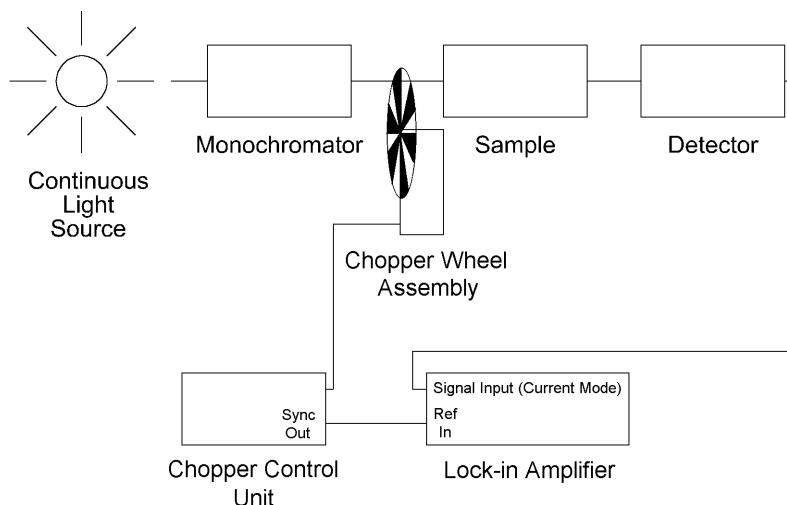 Monochromator
Sample
Detector
Continuous
Light
Source
Chopper Wheel
Assembly
Signal Input (Current Mode)
Sync
Out
Ref
In
Chopper Control
Unit
Lock-in Amplifier